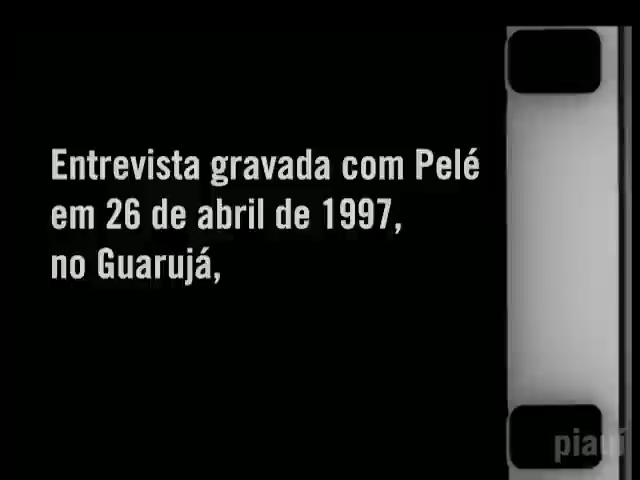 Entrevista gravada com Pelé
em 26 de abril de 1997,
no Guarujá,
piauí